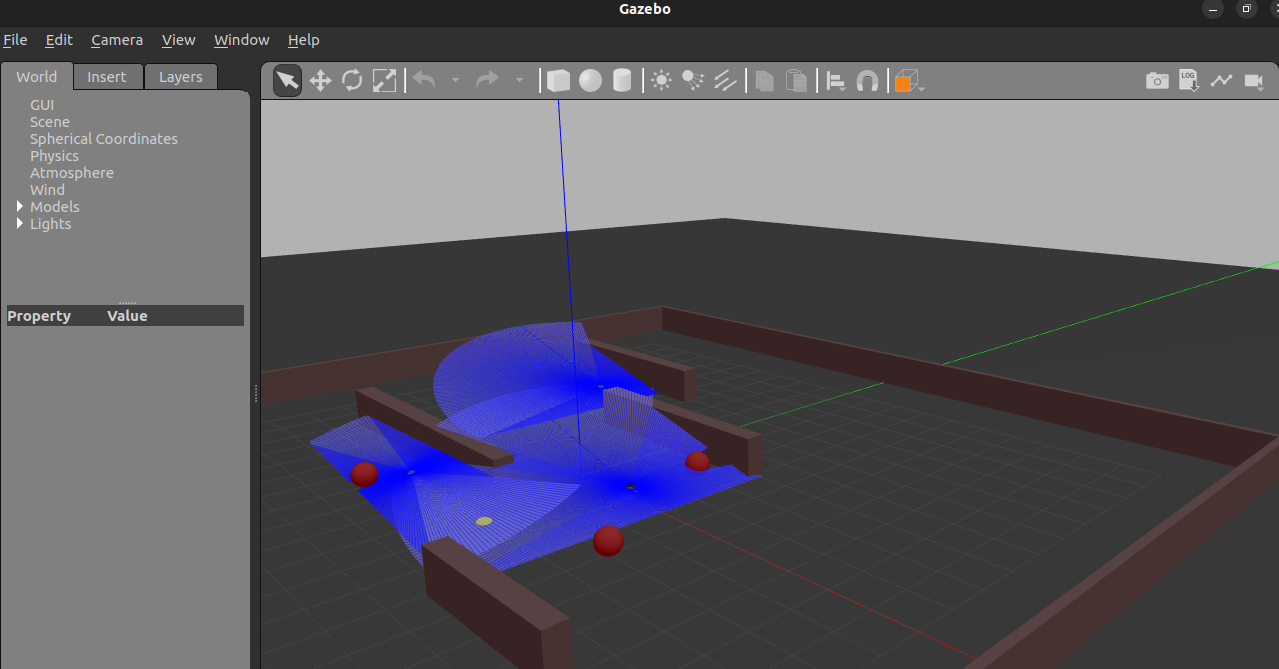 Gazebo
File Edit Camera View Window Help
World Insert Layers
LOG
GUI
Scene
Spherical Coordinates
Physics
Atmosphere
Wind
Models
Lights
Property Value